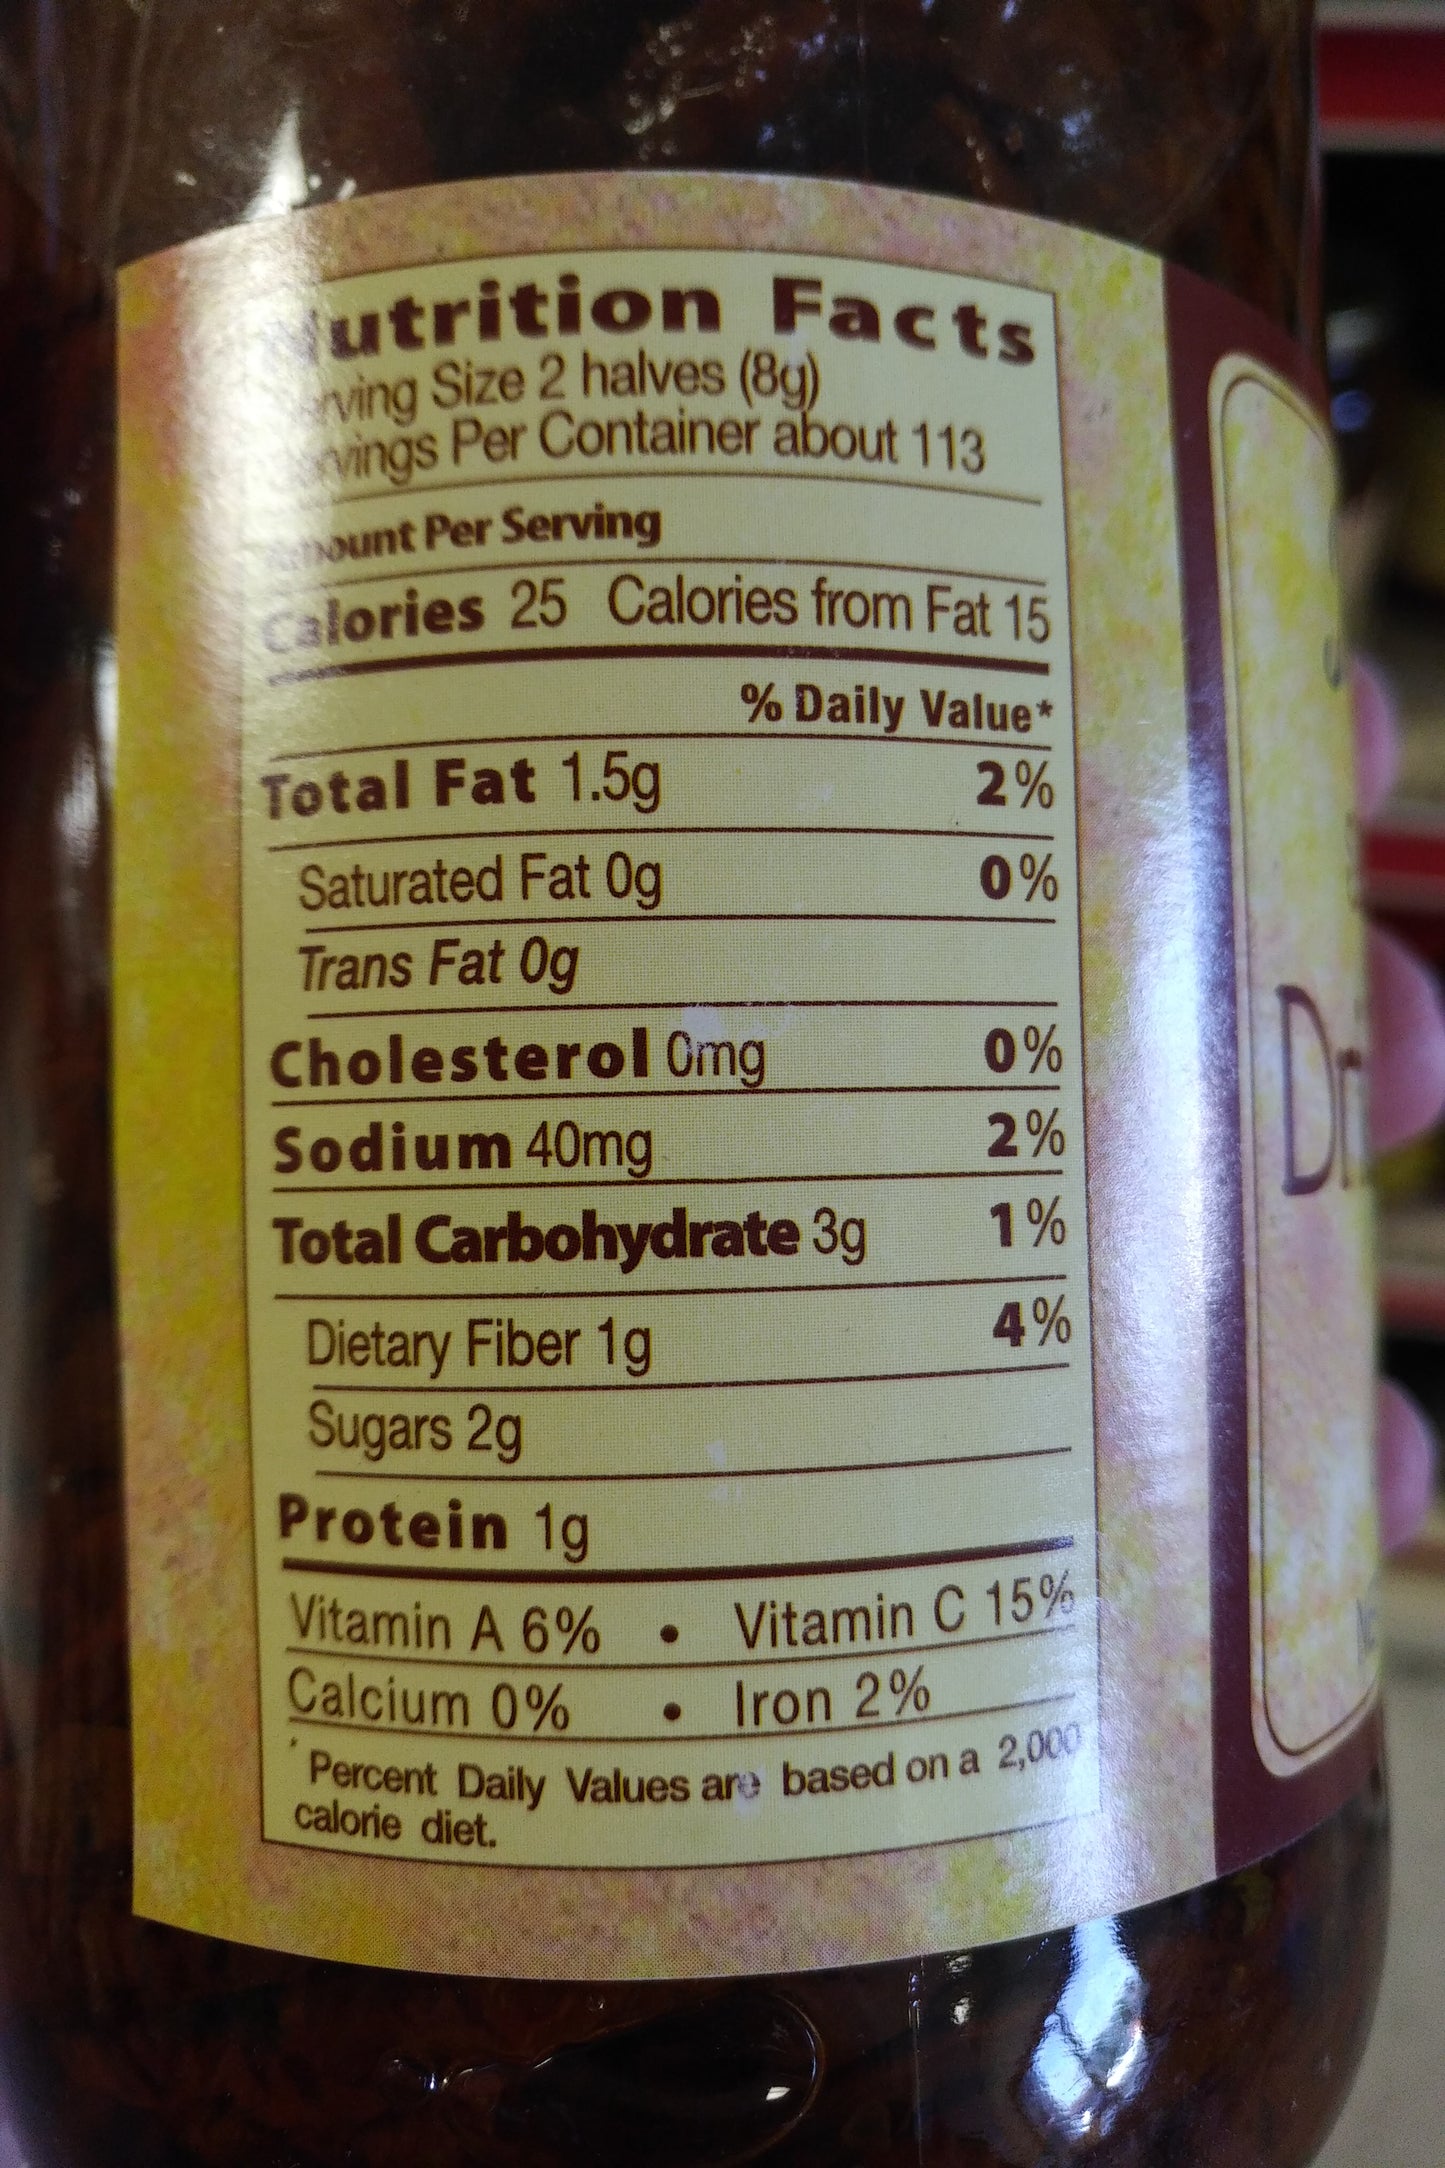 Nutrition Facts
Serving Size 2 halves (8g)
Servings Per Container about 113
Amount Per Serving
Calories 25 Calories from Fat 15
% Daily Value*
Total Fat 1.5g 2%
Saturated Fat 0g 0%
Trans Fat 0g
Cholesterol 0mg 0%
Sodium 40mg 2%
Total Carbohydrate 3g 1%
Dietary Fiber 1g 4%
Sugars 2g
Protein 1g
Vitamin A 6% • Vitamin C 15%
Calcium 0% • Iron 2%
* Percent Daily Values are based on a 2,000
calorie diet.